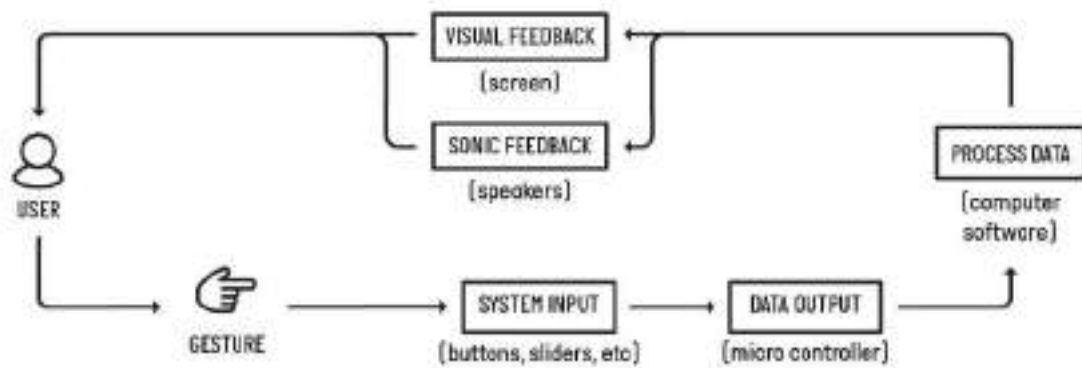 VISUAL FEEDBACK
(screen)
SONIC FEEDBACK
(speakers)
PROCESS DATA
(computer
software)
USER
GESTURE
SYSTEM INPUT
(buttons, sliders, etc)
DATA OUTPUT
(micro controller)